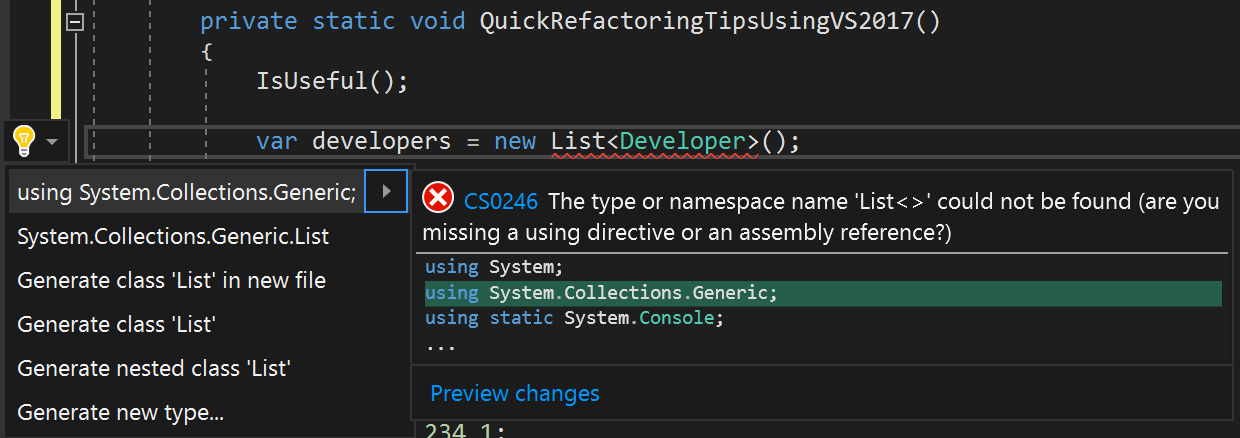 private static void QuickRefactoringTipsUsingVS2017()
{
IsUseful();
var developers = new List<Developer>();
using System.Collections.Generic;
System.Collections.Generic.List
Generate class 'List' in new file
Generate class 'List'
Generate nested class 'List'
Generate new type...
CS0246 The type or namespace name 'List<>' could not be found (are you
missing a using directive or an assembly reference?)
using System;
using System.Collections.Generic;
using static System.Console;
...
Preview changes
234.1;